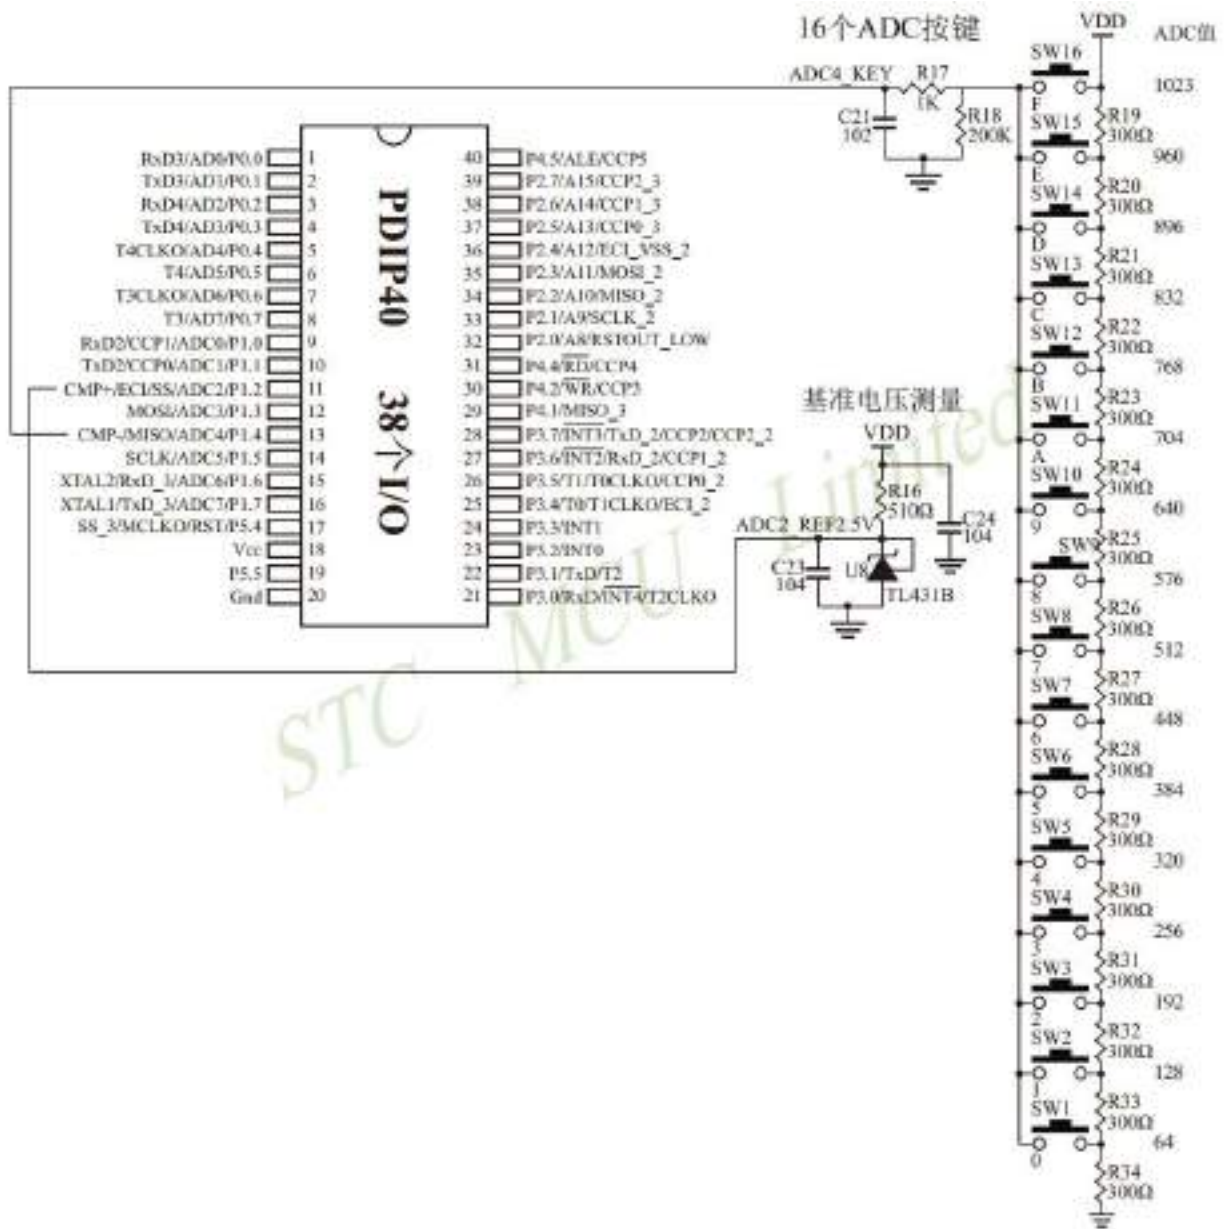 16个ADC按键
VDD
ADC值
ADC4_KEY
R17
1K
C21
102
R18
200K
SW16
1023
F
R19
300Ω
SW15
960
E
R20
300Ω
SW14
896
D
R21
300Ω
SW13
832
C
R22
300Ω
SW12
768
B
R23
300Ω
SW11
704
A
R24
300Ω
SW10
640
9
R25
300Ω
SW9
576
8
R26
300Ω
SW8
512
7
R27
300Ω
SW7
448
6
R28
300Ω
SW6
384
5
R29
300Ω
SW5
320
4
R30
300Ω
SW4
256
3
R31
300Ω
SW3
192
2
R32
300Ω
SW2
128
1
R33
300Ω
SW1
64
0
R34
300Ω
RxD3/AD0/P0.0 1
TxD3/AD1/P0.1 2
RxD4/AD2/P0.2 3
TxD4/AD3/P0.3 4
T4CLKO/AD4/P0.4 5
T4/AD5/P0.5 6
T3CLKO/AD6/P0.6 7
T3/AD7/P0.7 8
RxD2/CCP1/ADC0/P1.0 9
TxD2/CCP0/ADC1/P1.1 10
CMP+/ECI/SS/ADC2/P1.2 11
MOSI/ADC3/P1.3 12
CMP-/MISO/ADC4/P1.4 13
SCLK/ADC5/P1.5 14
XTAL2/RxD_3/ADC6/P1.6 15
XTAL1/TxD_3/ADC7/P1.7 16
SS_3/MCLKO/RST/P5.4 17
Vcc 18
P5.5 19
Gnd 20
PDIP40 38个I/O
40 P4.5/ALE/CCP5
39 P2.7/A15/CCP2_3
38 P2.6/A14/CCP1_3
37 P2.5/A13/CCP0_3
36 P2.4/A12/ECI_3/SS_2
35 P2.3/A11/MOSI_2
34 P2.2/A10/MISO_2
33 P2.1/A9/SCLK_2
32 P2.0/A8/RSTOUT_LOW
31 P4.4/RD/CCP4
30 P4.2/WR/CCP3
29 P4.1/MISO_3
28 P3.7/INT3/TxD_2/CCP2/CCP2_2
27 P3.6/INT2/RxD_2/CCP1_2
26 P3.5/T1/T0CLKO/CCP0_2
25 P3.4/T0/T1CLKO/ECI_2
24 P3.3/INT1
23 P3.2/INT0
22 P3.1/TxD/T2
21 P3.0/RxD/INT4/T2CLKO
基准电压测量
VDD
R16
510Ω
ADC2_REF2.5V
C24
104
C23
104
U8
TL431B
STC MCU Limited